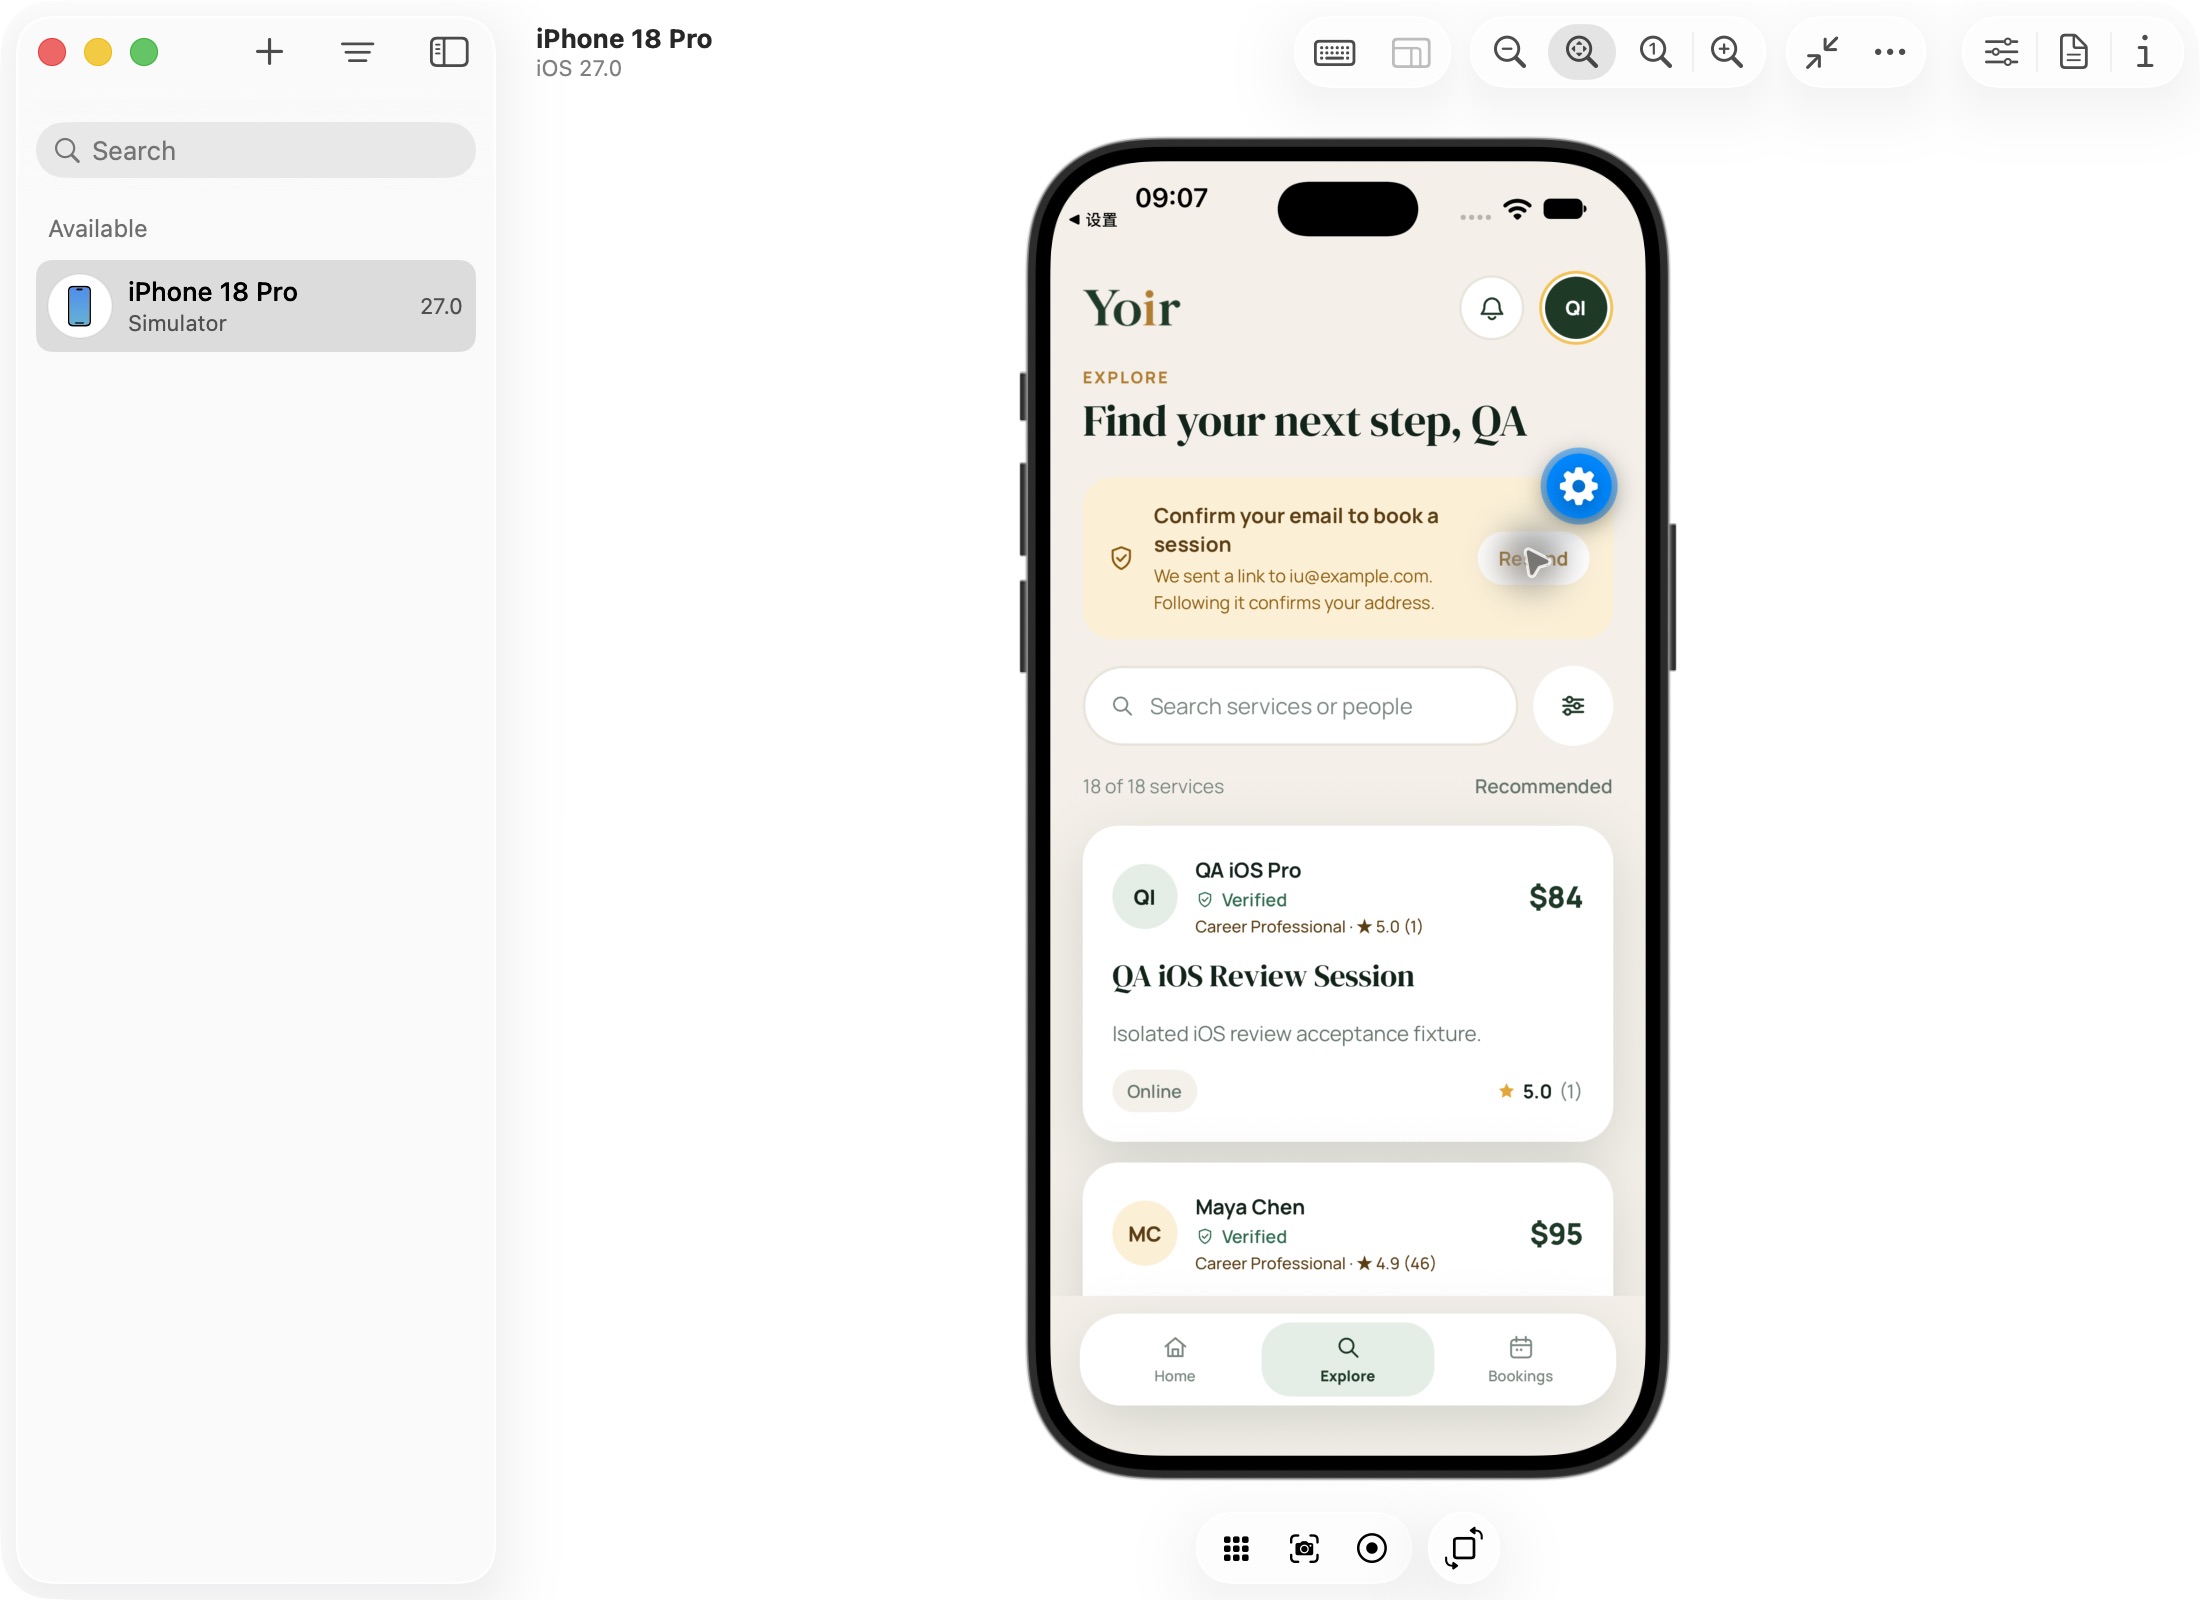 iPhone 18 Pro
iOS 27.0
Search
Available
iPhone 18 Pro
Simulator
27.0
09:07
◀ 设置
Yoir
QI
EXPLORE
Find your next step, QA
Confirm your email to book a
session
We sent a link to iu@example.com.
Following it confirms your address.
Search services or people
18 of 18 services
Recommended
QI
QA iOS Pro
Verified
Career Professional · ★ 5.0 (1)
$84
QA iOS Review Session
Isolated iOS review acceptance fixture.
Online
★ 5.0 (1)
MC
Maya Chen
Verified
Career Professional · ★ 4.9 (46)
$95
Home
Explore
Bookings